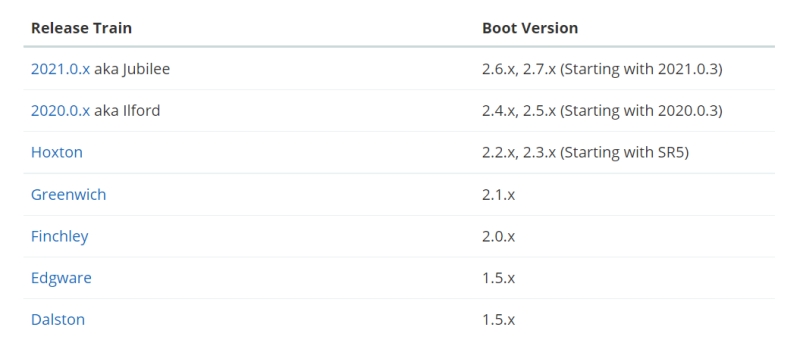 Release Train Boot Version
2021.0.x aka Jubilee 2.6.x, 2.7.x (Starting with 2021.0.3)
2020.0.x aka Ilford 2.4.x, 2.5.x (Starting with 2020.0.3)
Hoxton 2.2.x, 2.3.x (Starting with SR5)
Greenwich 2.1.x
Finchley 2.0.x
Edgware 1.5.x
Dalston 1.5.x